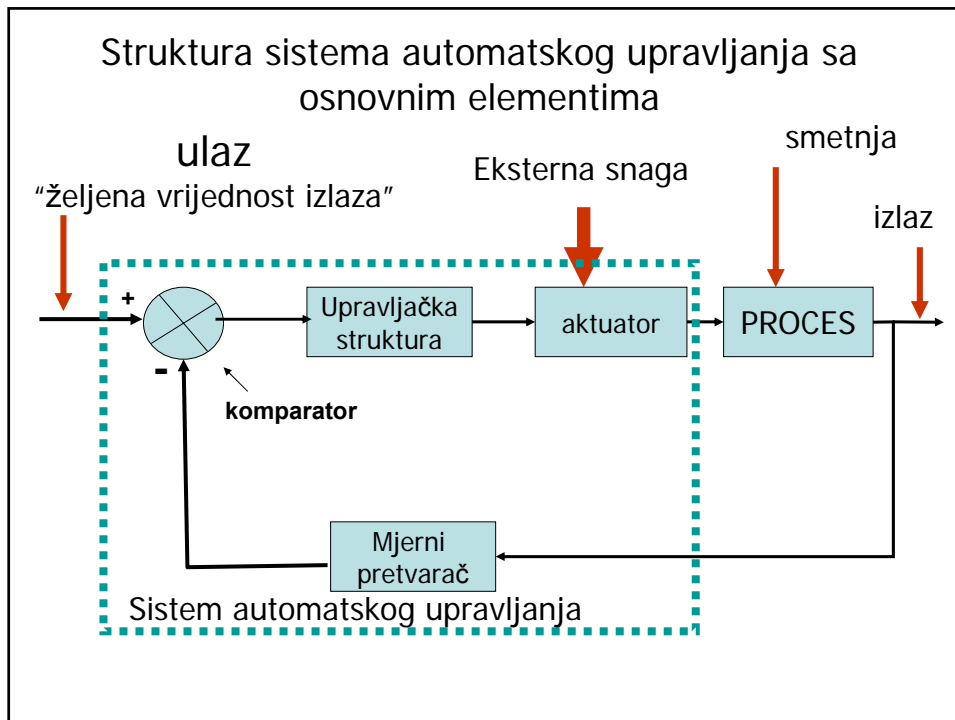 Struktura sistema automatskog upravljanja sa
osnovnim elementima
ulaz
“željena vrijednost izlaza”
Eksterna snaga
smetnja
izlaz
+
-
Upravljačka
struktura
aktuator
PROCES
komparator
Mjerni
pretvarač
Sistem automatskog upravljanja